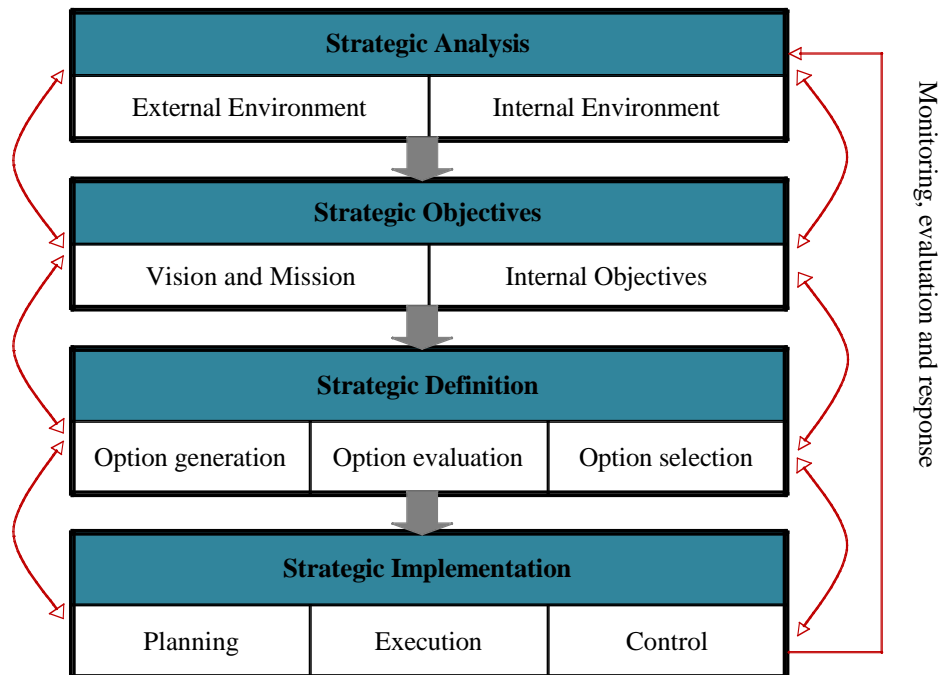 Strategic Analysis
External Environment
Internal Environment
Strategic Objectives
Vision and Mission
Internal Objectives
Strategic Definition
Option generation
Option evaluation
Option selection
Strategic Implementation
Planning
Execution
Control
Monitoring, evaluation and response